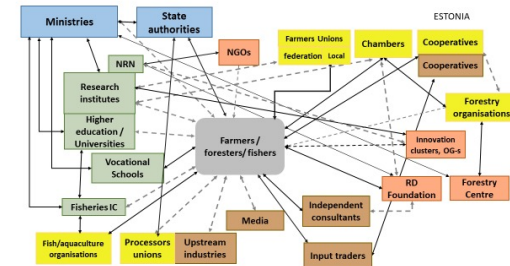 ESTONIA
Ministries
State
authorities
NRN
NGOs
Farmers Unions
federation Local
Chambers
Cooperatives
Cooperatives
Research
institutes
Higher
education /
Universities
Vocational
Schools
Farmers/
foresters/fishers
Forestry
organisations
Innovation
clusters, OG-s
RD
Foundation
Forestry
Centre
Fisheries IC
Independent
consultants
Media
Fish/aquaculture
organisations
Processors
unions
Upstream
industries
Input traders